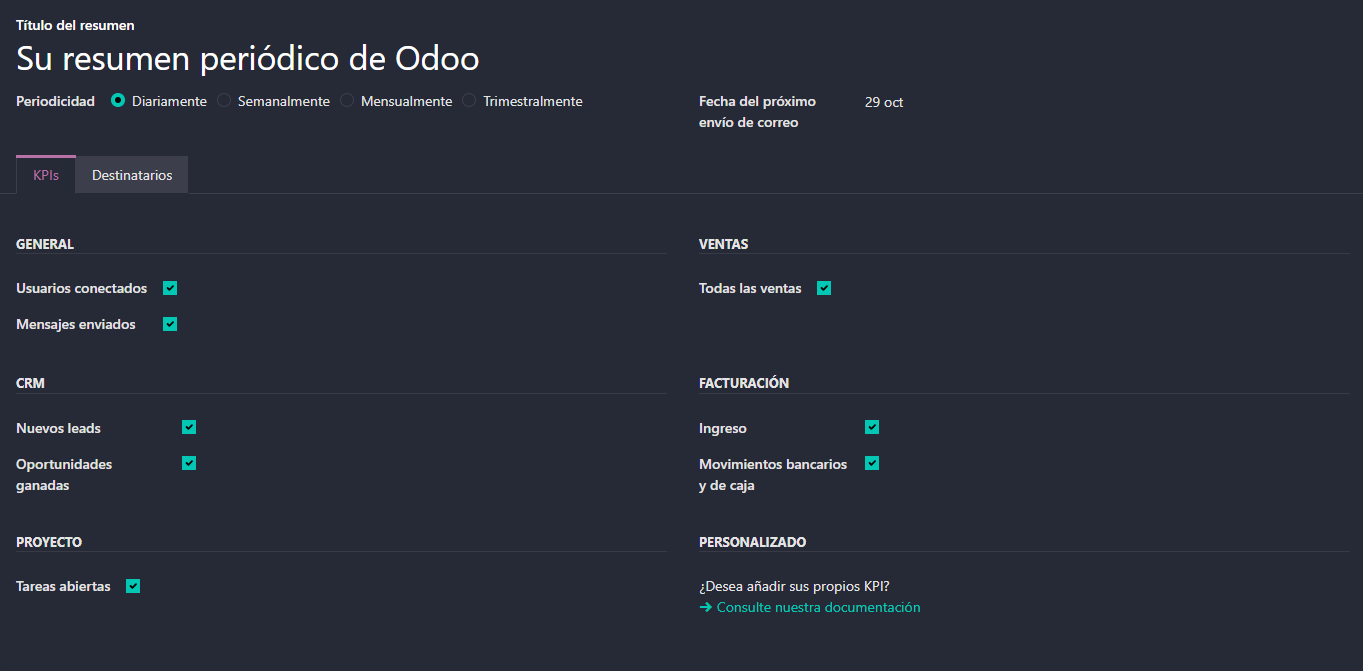 Título del resumen
Su resumen periódico de Odoo
Periodicidad Diariamente Semanalmente Mensualmente Trimestralmente
Fecha del próximo envío de correo 29 oct
KPIs Destinatarios
GENERAL
Usuarios conectados
Mensajes enviados
VENTAS
Todas las ventas
CRM
Nuevos leads
Oportunidades
ganadas
FACTURACIÓN
Ingreso
Movimientos bancarios
y de caja
PROYECTO
Tareas abiertas
PERSONALIZADO
¿Desea añadir sus propios KPI?
→ Consulte nuestra documentación